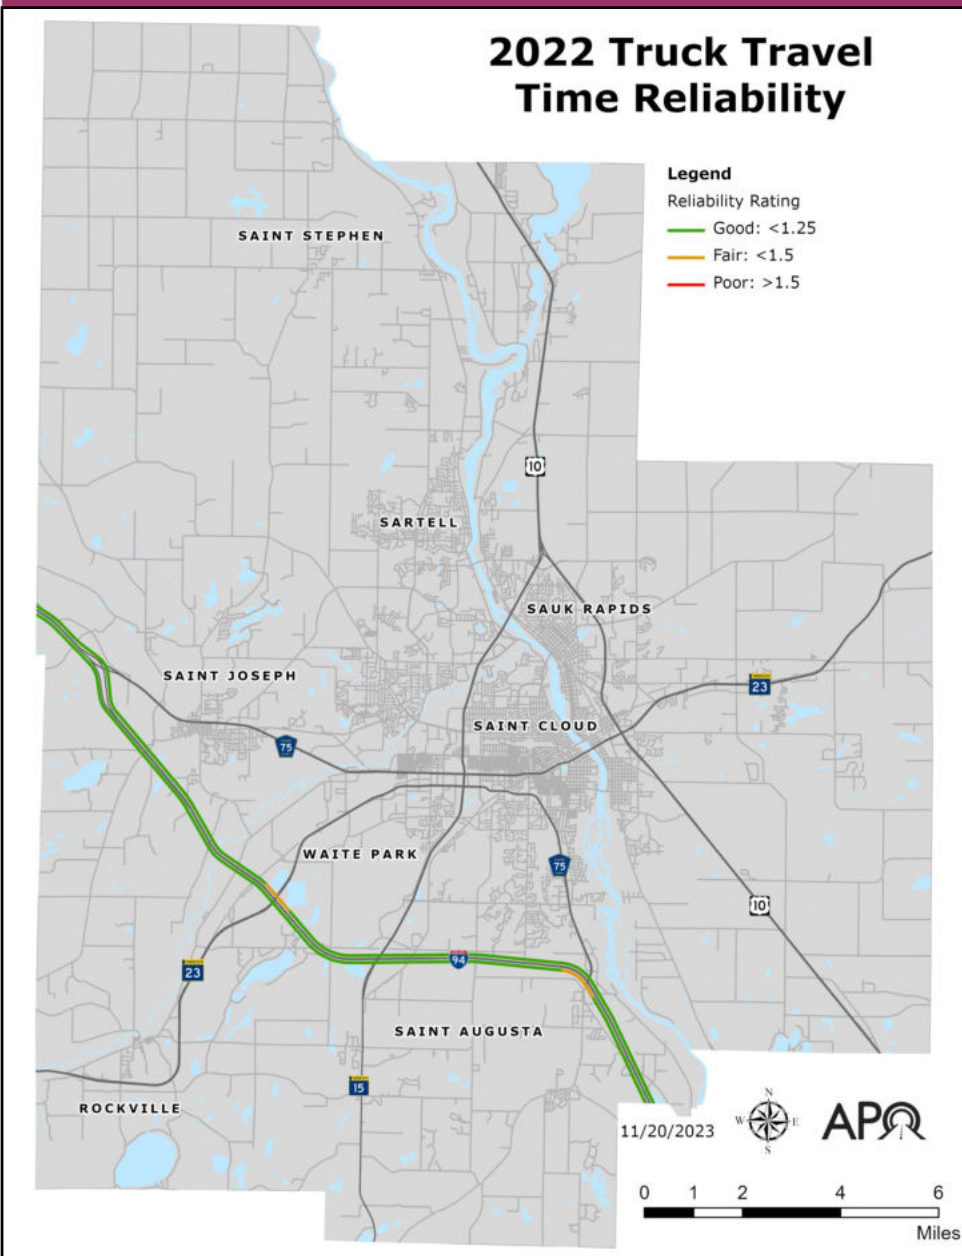 2022 Truck Travel
Time Reliability
Legend
Reliability Rating
Good: <1.25
Fair: <1.5
Poor: >1.5
SAINT STEPHEN
10
SARTELL
SAUK RAPIDS
SAINT JOSEPH
23
SAINT CLOUD
75
WAITE PARK
75
10
94
23
SAINT AUGUSTA
15
ROCKVILLE
11/20/2023
N
W E
S
APO
0 1 2 4 6
Miles